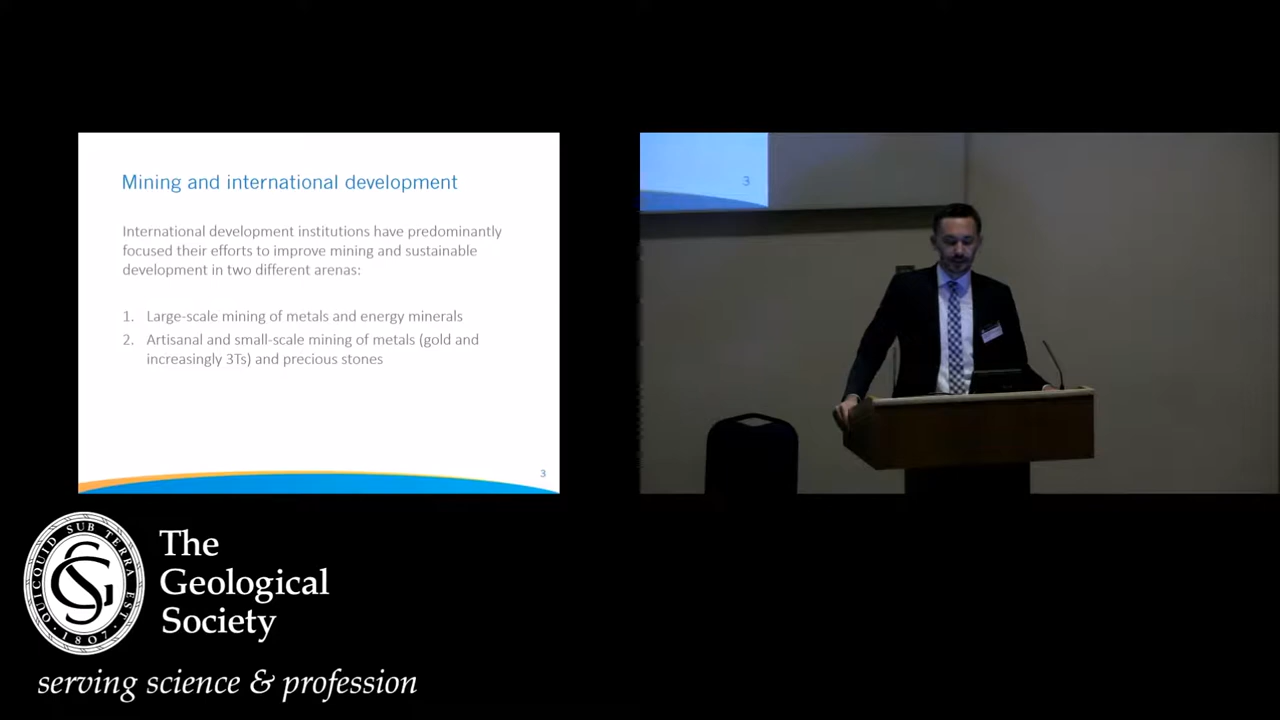 Mining and international development
International development institutions have predominantly
focused their efforts to improve mining and sustainable
development in two different arenas:
1. Large-scale mining of metals and energy minerals
2. Artisanal and small-scale mining of metals (gold and
increasingly 3Ts) and precious stones
3
3
QUICQUID SUB TERRA EST
GS
1807
The
Geological
Society
serving science & profession